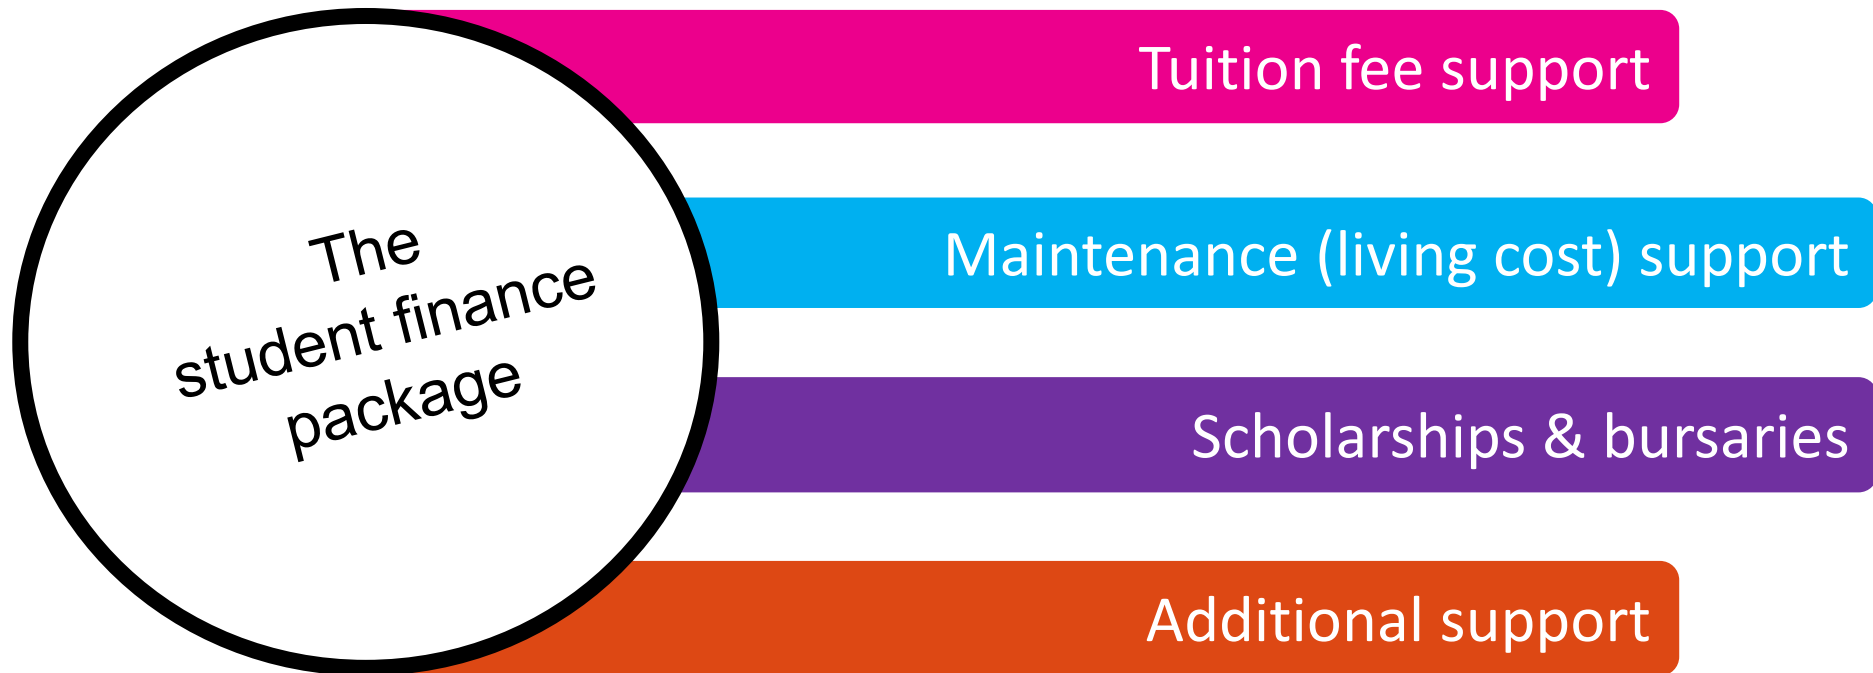 The
student finance
package
Tuition fee support
Maintenance (living cost) support
Scholarships & bursaries
Additional support